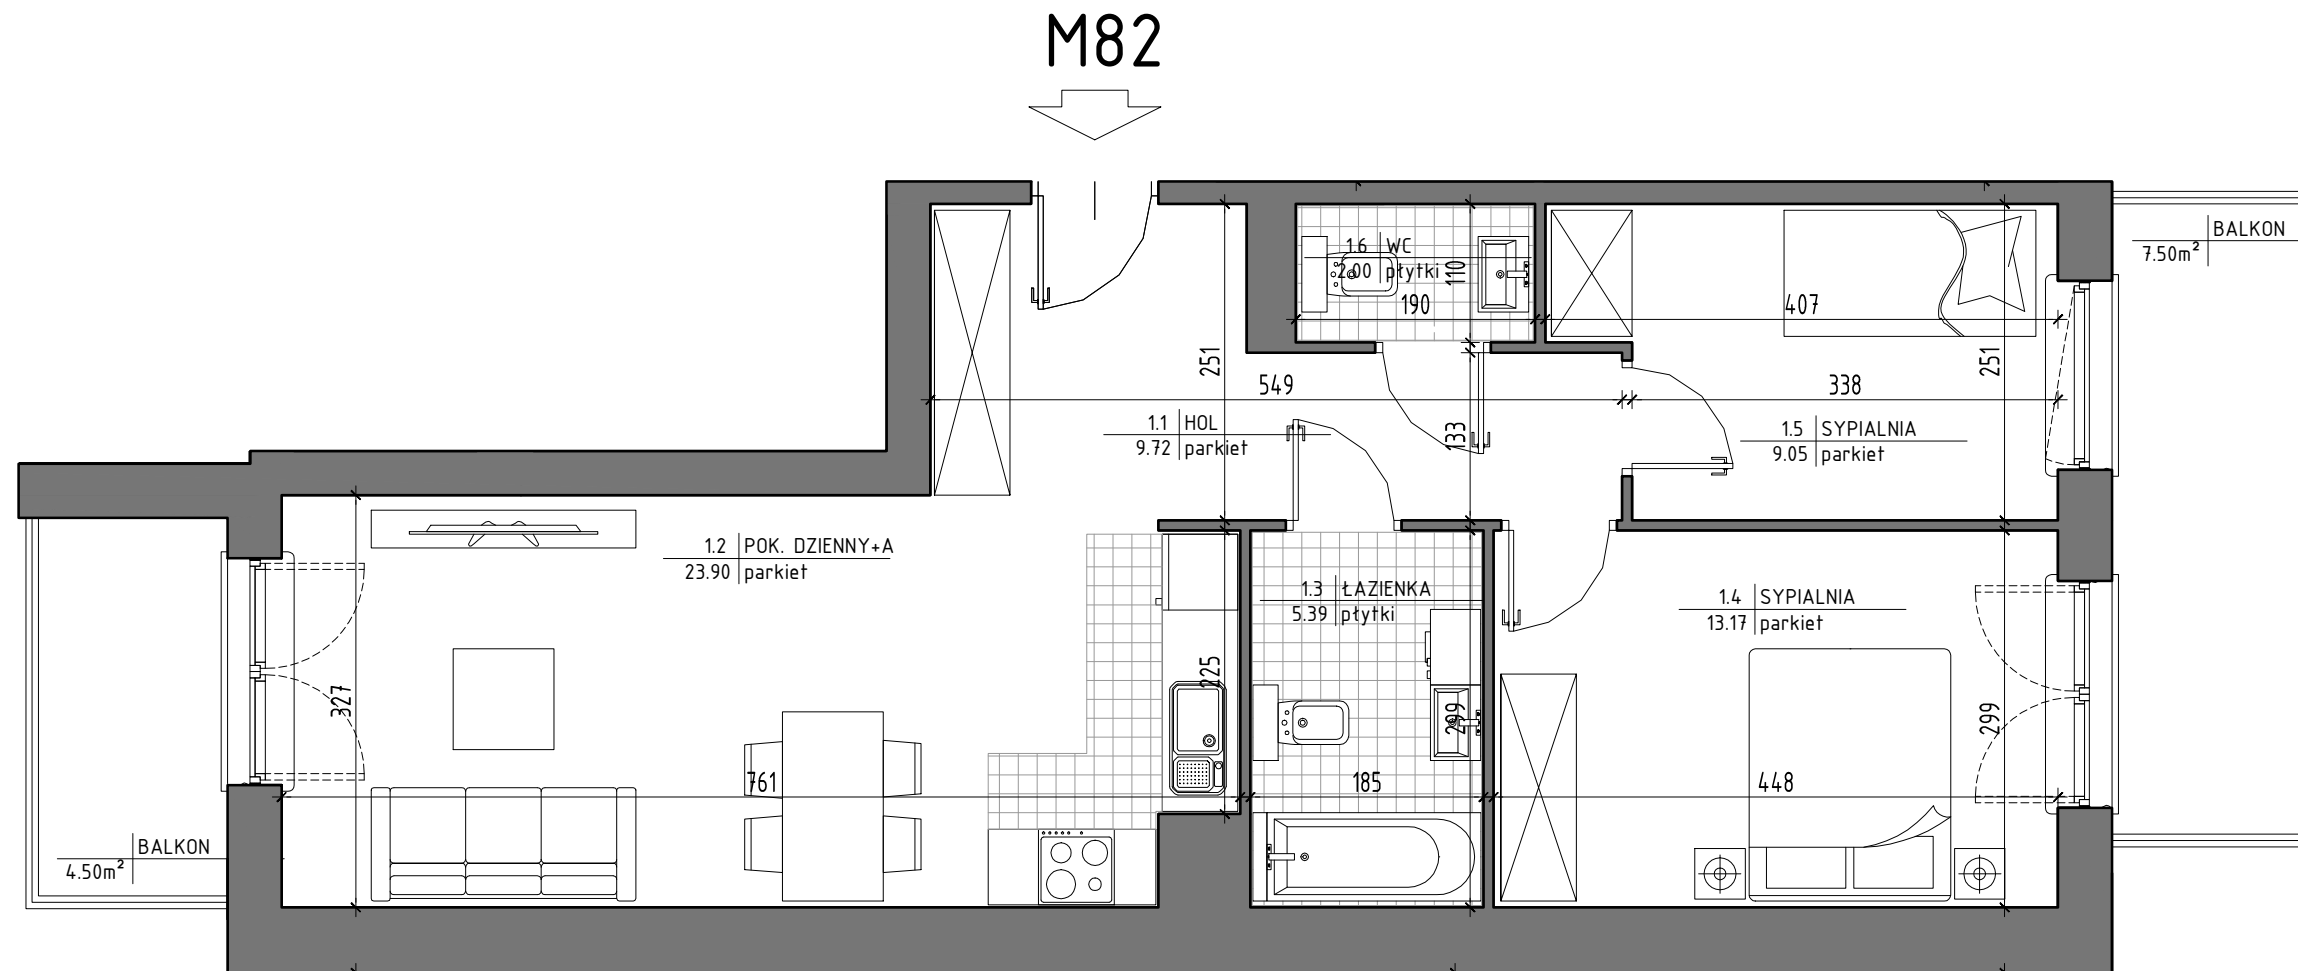 M82
1.6 WC
2.00 płytki
110
190
407
BALKON
7.50m²
251
549
338
251
1.1 HOL
9.72 parkiet
133
1.5 SYPIALNIA
9.05 parkiet
1.2 POK. DZIENNY+A
23.90 parkiet
1.3 ŁAZIENKA
5.39 płytki
1.4 SYPIALNIA
13.17 parkiet
327
225
299
299
761
185
448
BALKON
4.50m²